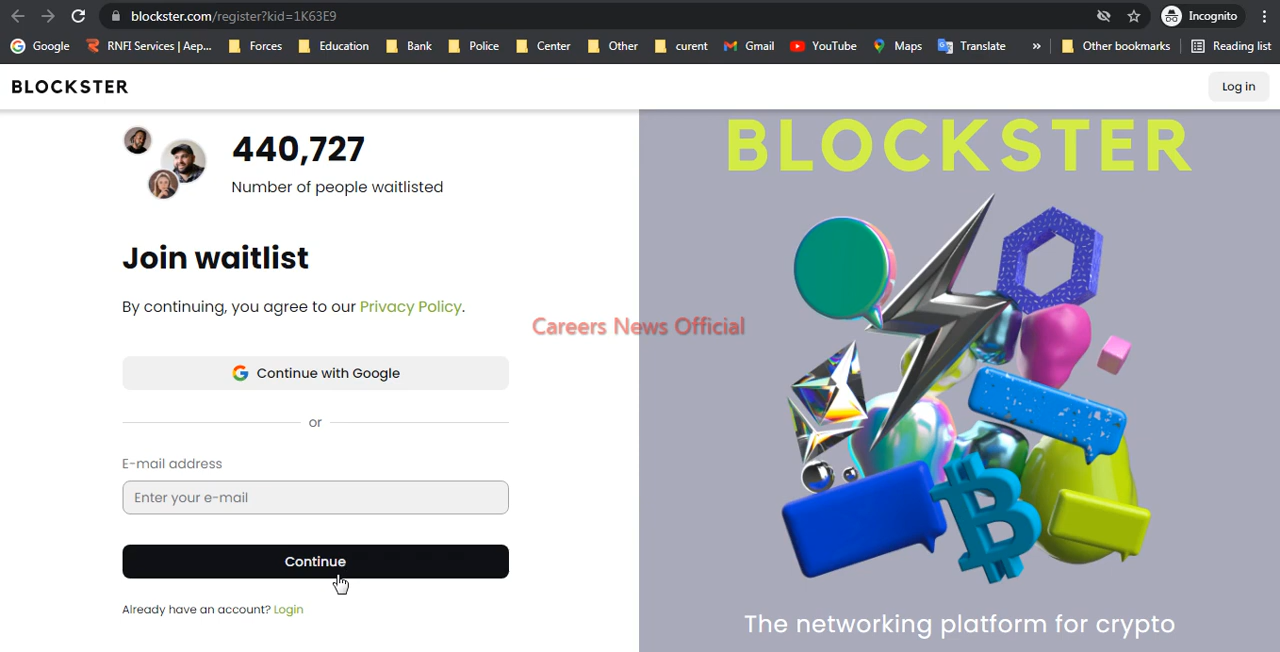 blockster.com/register?kid=1K63E9
Incognito
Google
RNFI Services | Aep...
Forces
Education
Bank
Police
Center
Other
curent
Gmail
YouTube
Maps
Translate
»
Other bookmarks
Reading list
BLOCKSTER
Log in
440,727
Number of people waitlisted
Join waitlist
By continuing, you agree to our Privacy Policy.
Continue with Google
or
E-mail address
Enter your e-mail
Continue
Already have an account? Login
BLOCKSTER
Careers News Official
The networking platform for crypto